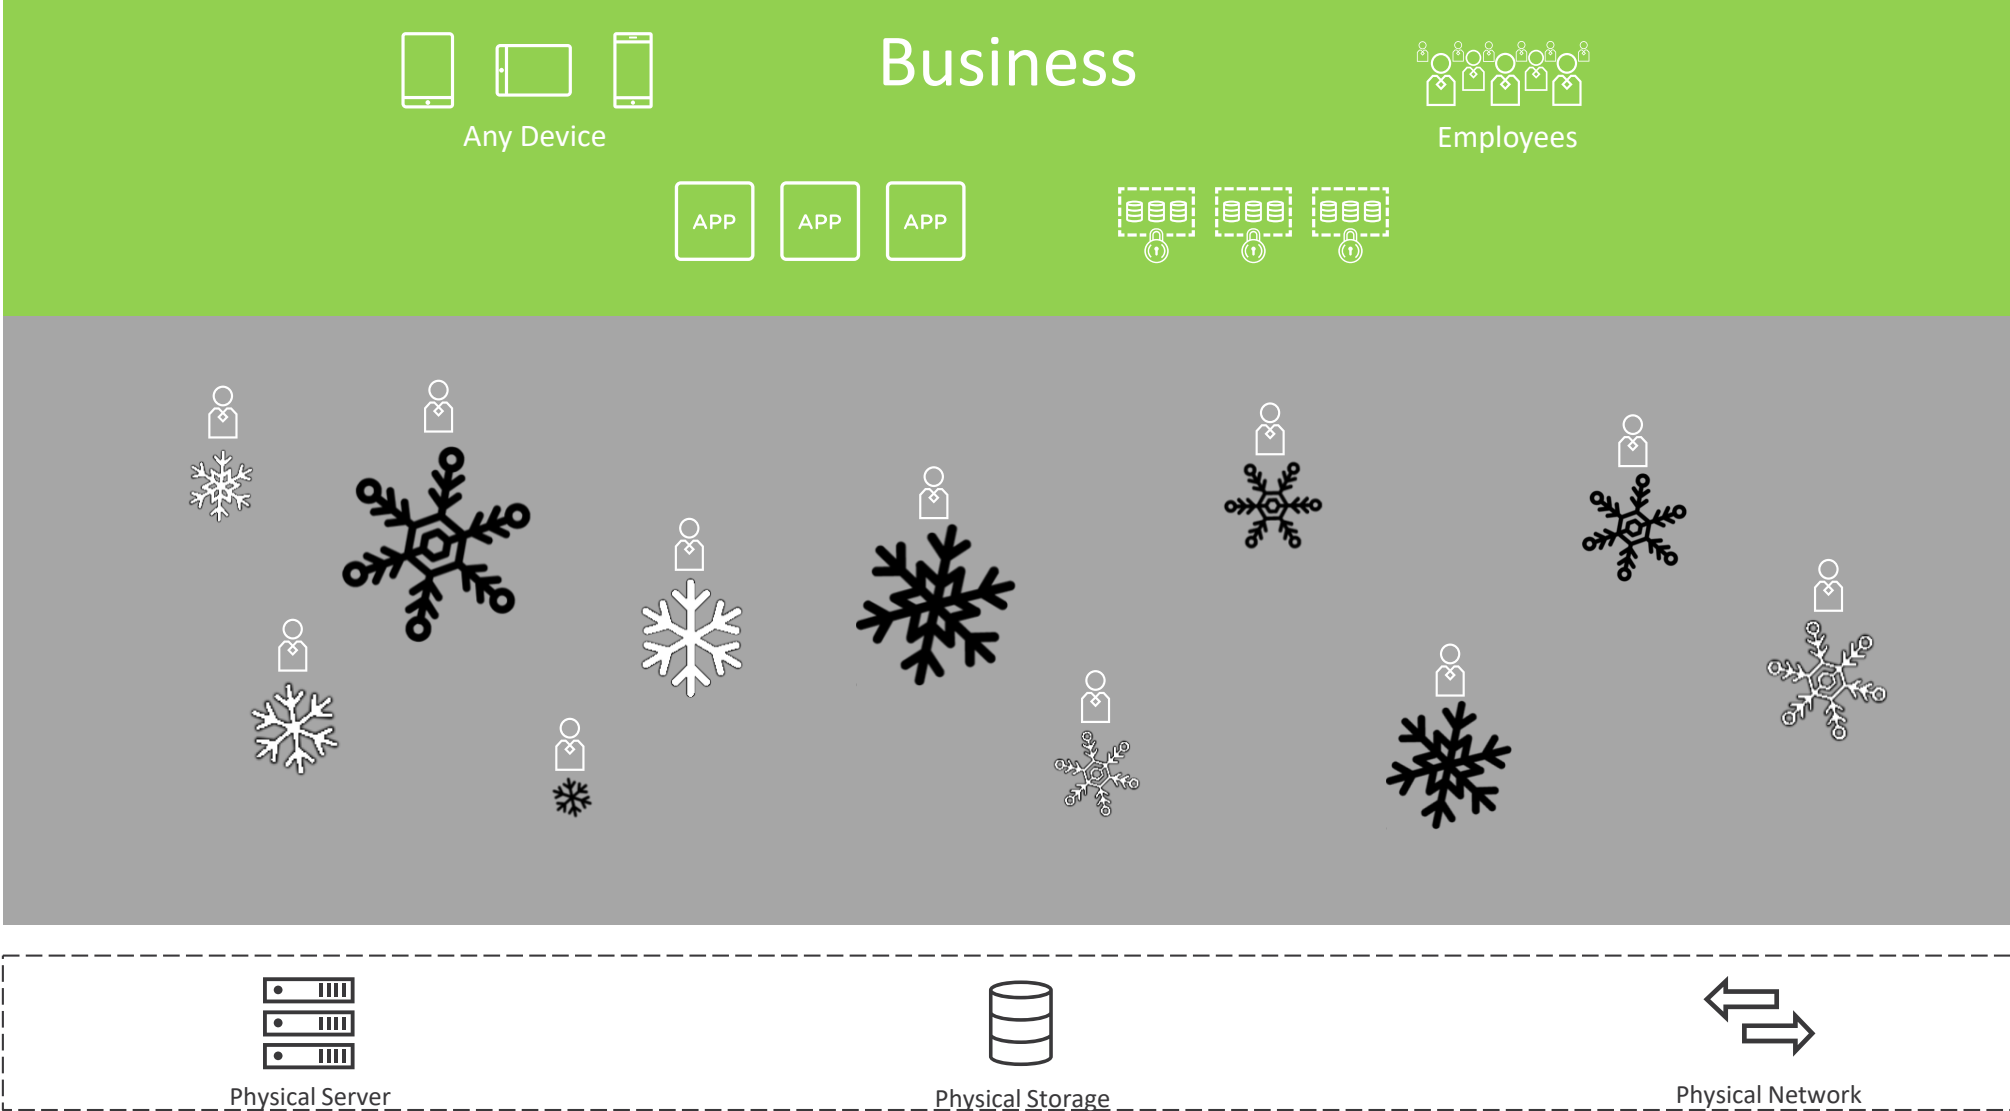 Business
Any Device
Employees
APP APP APP
Physical Server
Physical Storage
Physical Network